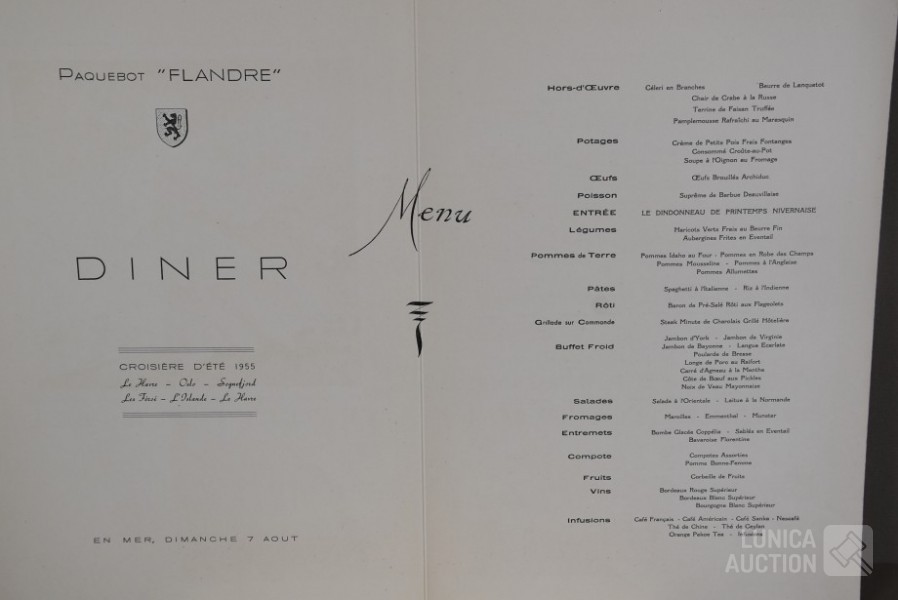 PAQUEBOT "FLANDRE"
DINER
CROISIÈRE D'ÉTÉ 1955
Le Havre - Oslo - Sognefjord
Les Féroé - L'Islande - Le Havre
EN MER, DIMANCHE 7 AOUT
Menu
Hors-d'Œuvre Céleri en Branches Beurre de Lanquetot
Chair de Crabe à la Russe
Terrine de Faisan Truffée
Pamplemousse Rafraîchi au Marasquin
Potages Crème de Petits Pois Frais Fontanges
Consommé Croûte-au-Pot
Soupe à l'Oignon au Fromage
Œufs Œufs Brouillés Archiduc
Poisson Suprême de Barbue Deauvillaise
ENTRÉE LE DINDONNEAU DE PRINTEMPS NIVERNAISE
Légumes Haricots Verts Frais au Beurre Fin
Aubergines Frites en Eventail
Pommes de Terre Pommes Idaho au Four - Pommes en Robe des Champs
Pommes Mousseline - Pommes à l'Anglaise
Pommes Allumettes
Pâtes Spaghetti à l'Italienne - Riz à l'Indienne
Rôti Baron de Pré-Salé Rôti aux Flageolets
Grillade sur Commande Steak Minute de Charolais Grillé Hôtelière
Buffet Froid Jambon d'York - Jambon de Virginie
Jambon de Bayonne - Langue Ecarlate
Poularde de Bresse
Longe de Porc au Raifort
Carré d'Agneau à la Menthe
Côte de Bœuf aux Pickles
Noix de Veau Mayonnaise
Salades Salade à l'Orientale - Laitue à la Normande
Fromages Maroilles - Emmenthal - Munster
Entremets Bombe Glacée Coppélia - Sablés en Eventail
Bavaroise Florentine
Compote Compotes Assorties
Pomme Bonne-Femme
Fruits Corbeille de Fruits
Vins Bordeaux Rouge Supérieur
Bordeaux Blanc Supérieur
Bourgogne Blanc Supérieur
Infusions Café Français - Café Américain - Café Sanka - Nescafé
Thé de Chine - Thé de Ceylan
Orange Pekoe Tea - Infusions
LUNICA
AUCTION